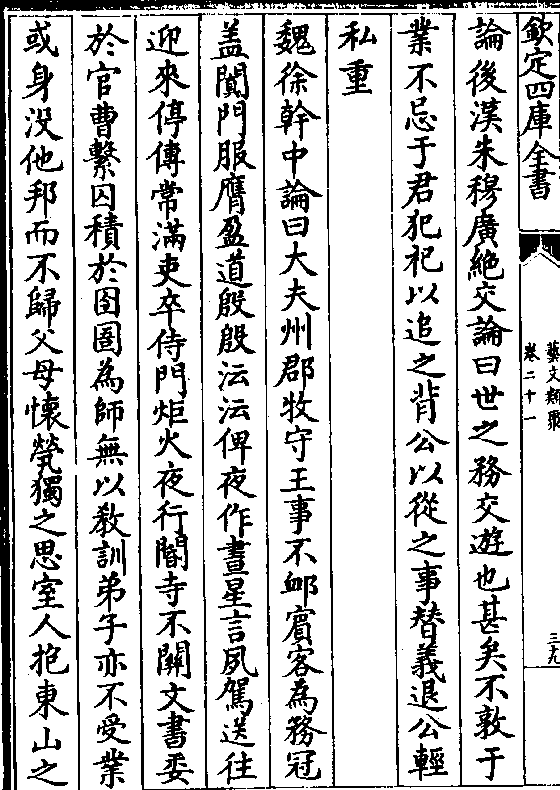 欽定四庫全書
藝文類聚
卷二十一
三九
論後漢朱穆廣絶交論曰世之務交遊也甚矣不敦于
業不忌于君犯祀以追之背公以從之事替義退公輕
私重
魏徐幹中論曰大夫州郡牧守王事不䘏賓客為務冠
盖闐門服膺盈道殷殷沄沄俾夜作晝星言夙駕送往
迎來停傳常滿吏卒侍門炬火夜行閽寺不關文書委
於官曹繫囚積於囹圄為師無以敎訓弟子亦不受業
或身没他邦而不歸父母懷煢獨之思室人抱東山之